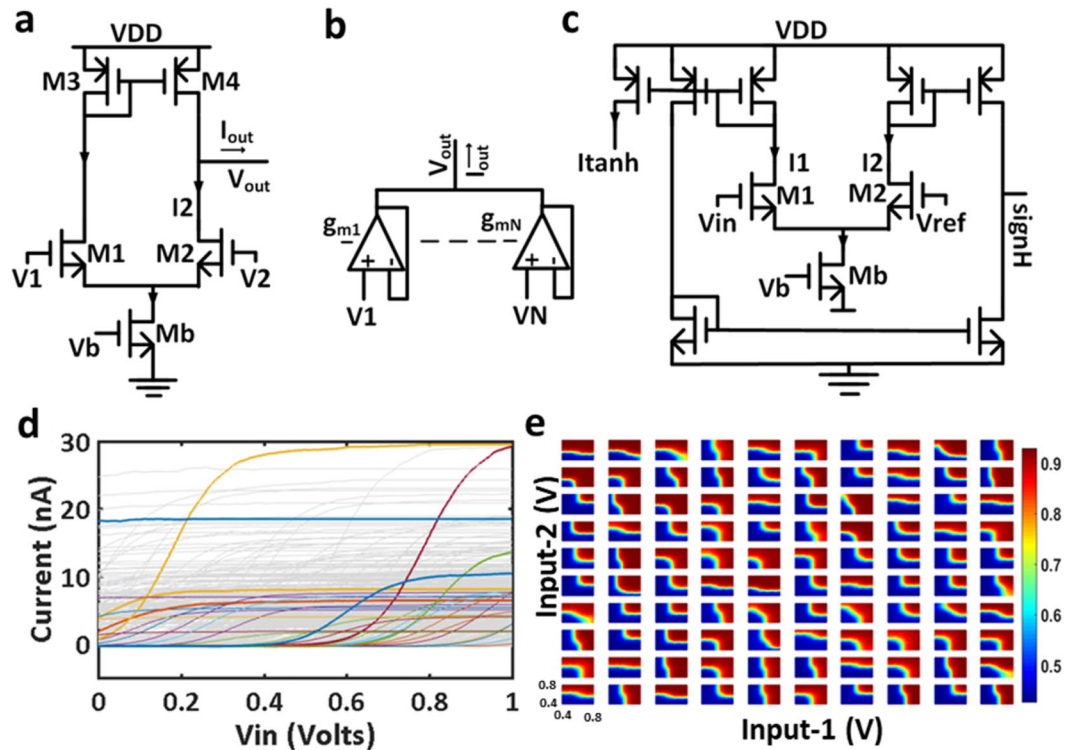 a
VDD
M3
M4
Iout
Vout
I2
M1
M2
V1
V2
Vb
Mb
b
Vout
Iout
gm1
gmN
+ -
+ -
V1
VN
c
VDD
Itanh
I1
I2
M1
M2
Vin
Vref
signH
Vb
Mb
d
30
20
10
0
Current (nA)
0 0.2 0.4 0.6 0.8 1
Vin (Volts)
e
Input-2 (V)
0.8
0.4
0.4 0.8
Input-1 (V)
0.9
0.8
0.7
0.6
0.5